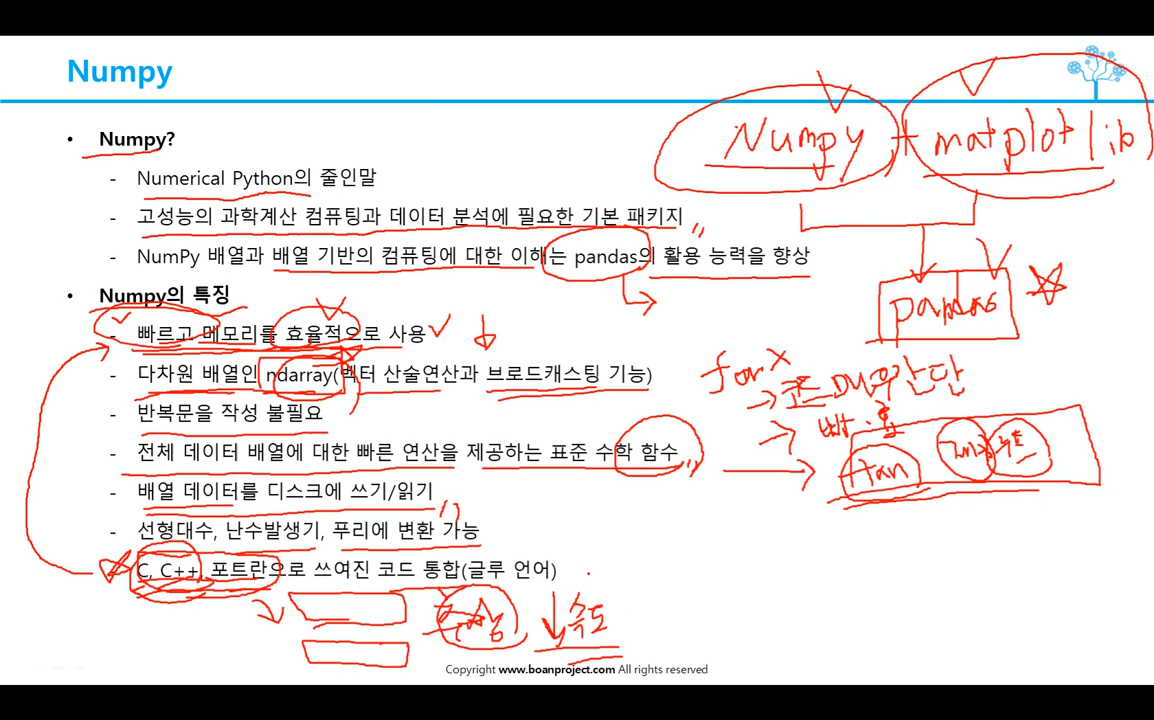 Numpy
Numpy + matplotlib
• Numpy?
- Numerical Python의 줄인말
- 고성능의 과학계산 컴퓨팅과 데이터 분석에 필요한 기본 패키지
- NumPy 배열과 배열 기반의 컴퓨팅에 대한 이해는 pandas의 활용 능력을 향상
pandas
• Numpy의 특징
- 빠르고 메모리를 효율적으로 사용
- 다차원 배열인 ndarray(벡터 산술연산과 브로드캐스팅 기능)
for X
→ 코드 간단
- 반복문을 작성 불필요
- 전체 데이터 배열에 대한 빠른 연산을 제공하는 표준 수학 함수
tan
- 배열 데이터를 디스크에 쓰기/읽기
- 선형대수, 난수발생기, 푸리에 변환 가능
- C, C++, 포트란으로 쓰여진 코드 통합(글루 언어)
속도
Copyright www.boanproject.com All rights reserved